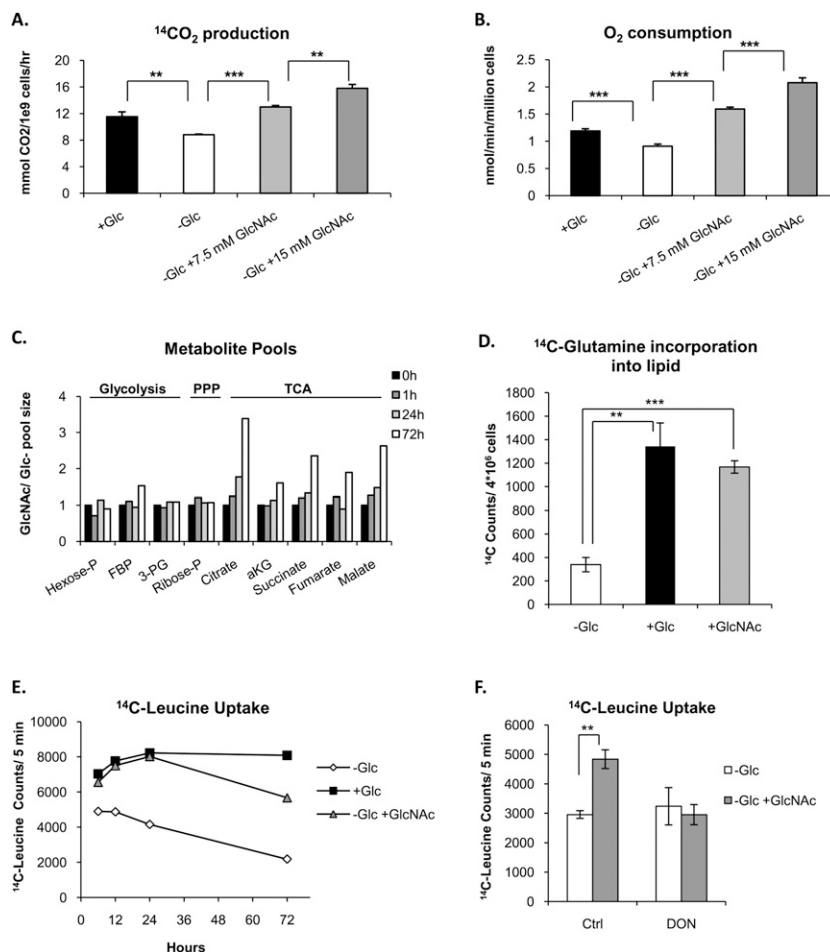 A.
¹⁴CO₂ production
mmol CO2/1e9 cells/hr
20
16
12
8
4
0
**
***
**
+Glc
-Glc
-Glc +7.5 mM GlcNAc
-Glc +15 mM GlcNAc
B.
O₂ consumption
nmol/min/million cells
2.5
2
1.5
1
0.5
0
***
***
***
+Glc
-Glc
-Glc +7.5 mM GlcNAc
-Glc +15 mM GlcNAc
C.
Metabolite Pools
Glycolysis PPP TCA
0h
1h
24h
72h
GlcNAc/ Glc- pool size
4
3
2
1
0
Hexose-P
FBP
3-PG
Ribose-P
Citrate
aKG
Succinate
Fumarate
Malate
D.
¹⁴C-Glutamine incorporation
into lipid
¹⁴C Counts/ 4*10⁶ cells
1800
1600
1400
1200
1000
800
600
400
200
0
***
**
-Glc +Glc +GlcNAc
E.
¹⁴C-Leucine Uptake
¹⁴C-Leucine Counts/ 5 min
10000
8000
6000
4000
2000
0
0 12 24 36 48 60 72
Hours
-Glc
+Glc
-Glc +GlcNAc
F.
¹⁴C-Leucine Uptake
¹⁴C-Leucine Counts/ 5 min
6000
5000
4000
3000
2000
1000
0
**
Ctrl DON
-Glc
-Glc +GlcNAc